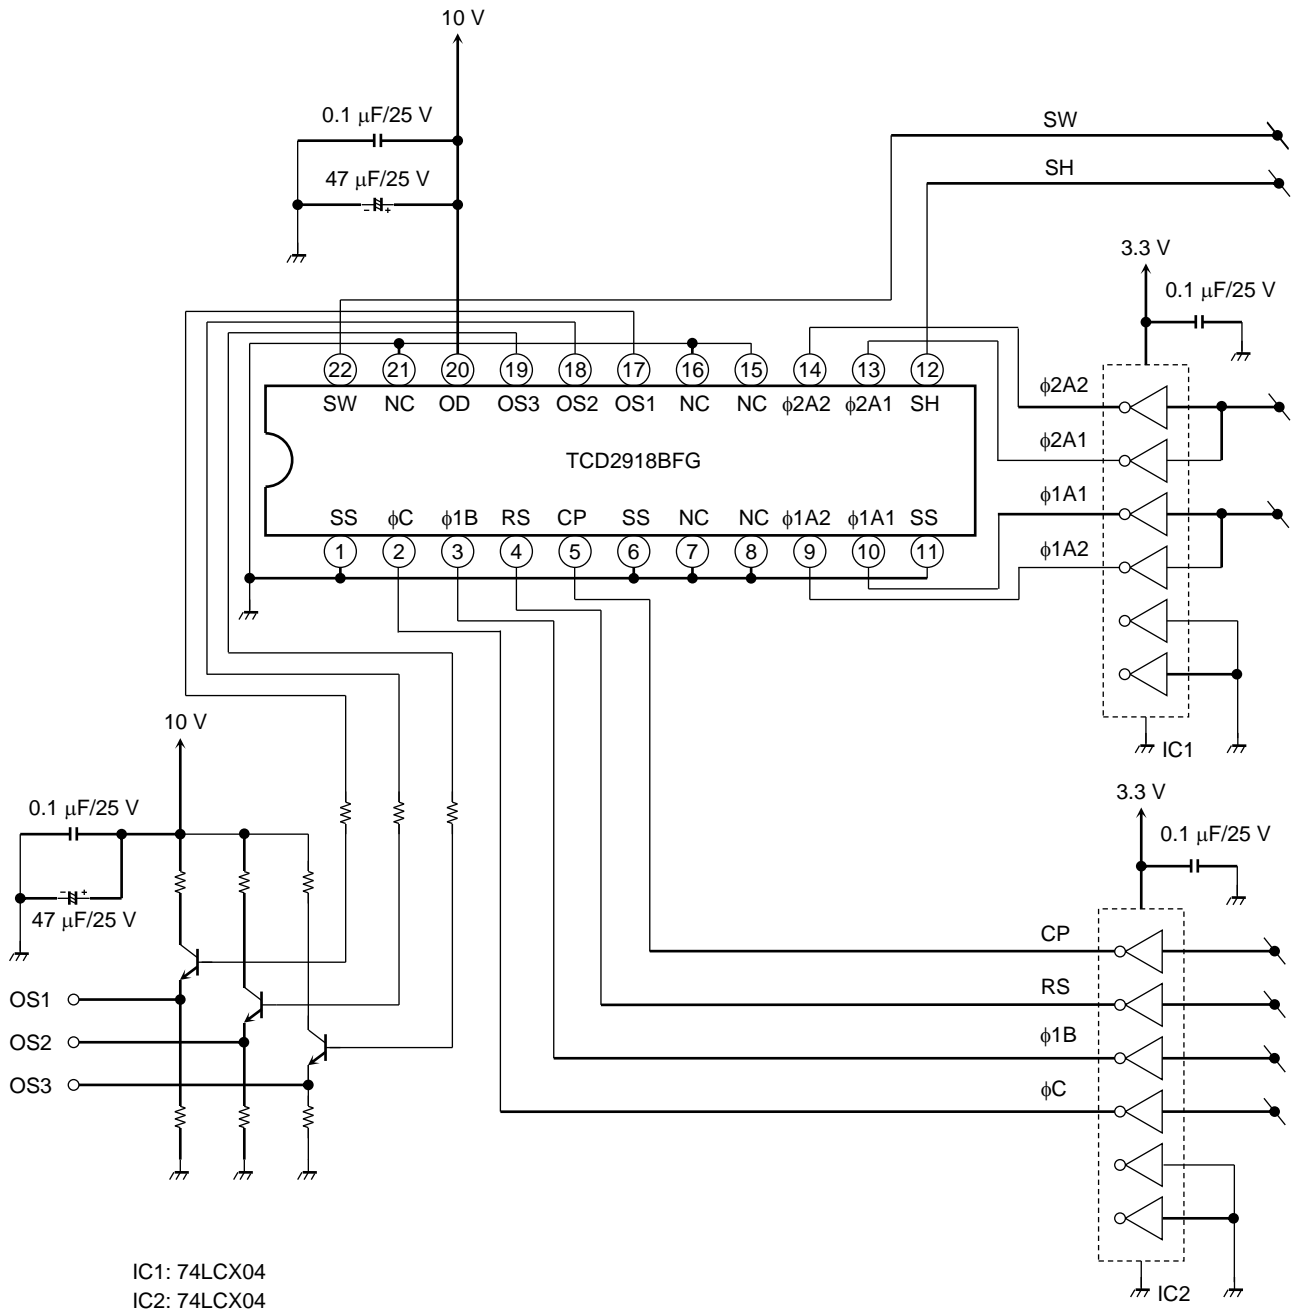 10 V
0.1 μF/25 V
47 μF/25 V
- +
SW
SH
3.3 V
0.1 μF/25 V
22 21 20 19 18 17 16 15 14 13 12
SW NC OD OS3 OS2 OS1 NC NC ϕ2A2 ϕ2A1 SH
TCD2918BFG
SS ϕC ϕ1B RS CP SS NC NC ϕ1A2 ϕ1A1 SS
1 2 3 4 5 6 7 8 9 10 11
ϕ2A2
ϕ2A1
ϕ1A1
ϕ1A2
IC1
10 V
0.1 μF/25 V
- +
47 μF/25 V
OS1
OS2
OS3
3.3 V
0.1 μF/25 V
CP
RS
ϕ1B
ϕC
IC2
IC1: 74LCX04
IC2: 74LCX04